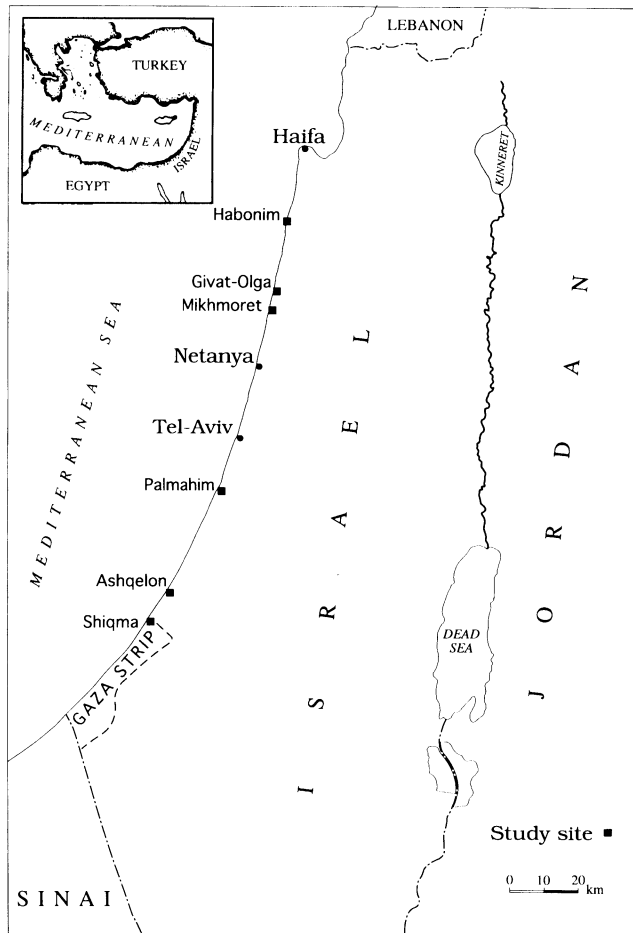 LEBANON
TURKEY
MEDITERRANEAN
ISRAEL
EGYPT
Haifa
KINNERET
Habonim
Givat-Olga
Mikhmoret
MEDITERRANEAN SEA
Netanya
Tel-Aviv
Palmahim
Ashqelon
Shiqma
GAZA STRIP
ISRAEL
JORDAN
DEAD
SEA
Study site
0 10 20
km
SINAI